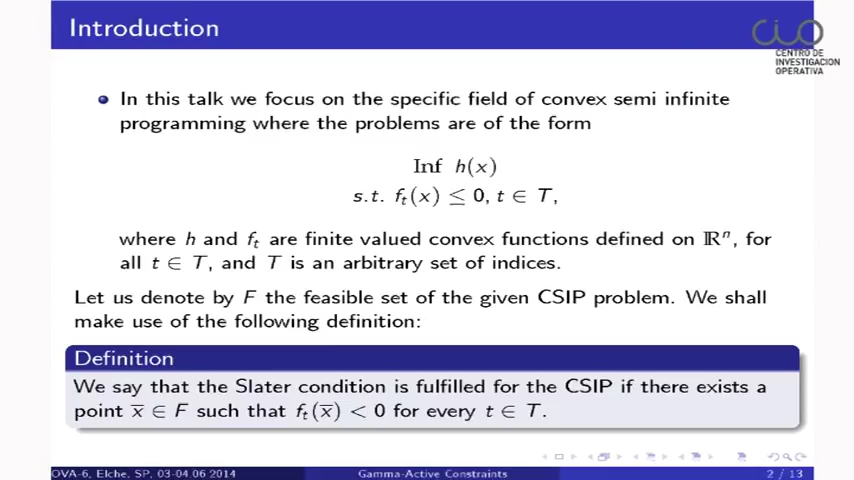 Introduction
CENTRO DE
INVESTIGACION
OPERATIVA
In this talk we focus on the specific field of convex semi infinite
programming where the problems are of the form
Inf h(x)
s.t. fₜ(x) ≤ 0, t ∈ T,
where h and fₜ are finite valued convex functions defined on ℝⁿ, for
all t ∈ T, and T is an arbitrary set of indices.
Let us denote by F the feasible set of the given CSIP problem. We shall
make use of the following definition:
Definition
We say that the Slater condition is fulfilled for the CSIP if there exists a
point x̅ ∈ F such that fₜ(x̅) < 0 for every t ∈ T.
OVA-6, Elche, SP, 03-04.06 2014
Gamma-Active Constraints
2 / 13